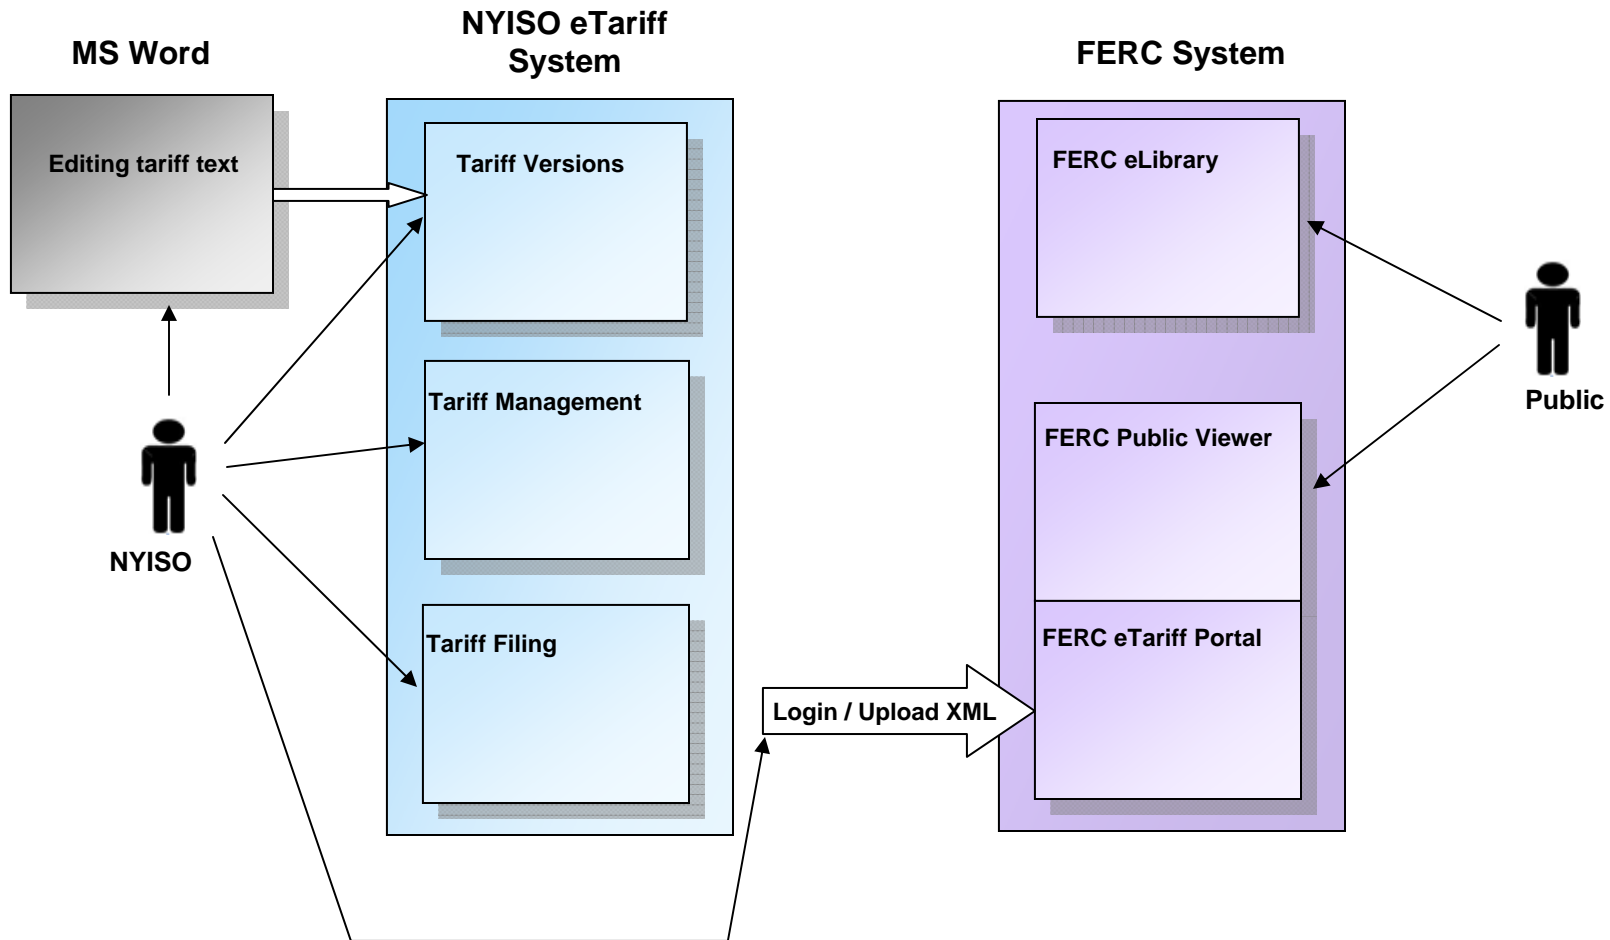 MS Word
NYISO eTariff
System
FERC System
Editing tariff text
Tariff Versions
FERC eLibrary
Tariff Management
Public
FERC Public Viewer
NYISO
Tariff Filing
FERC eTariff Portal
Login / Upload XML